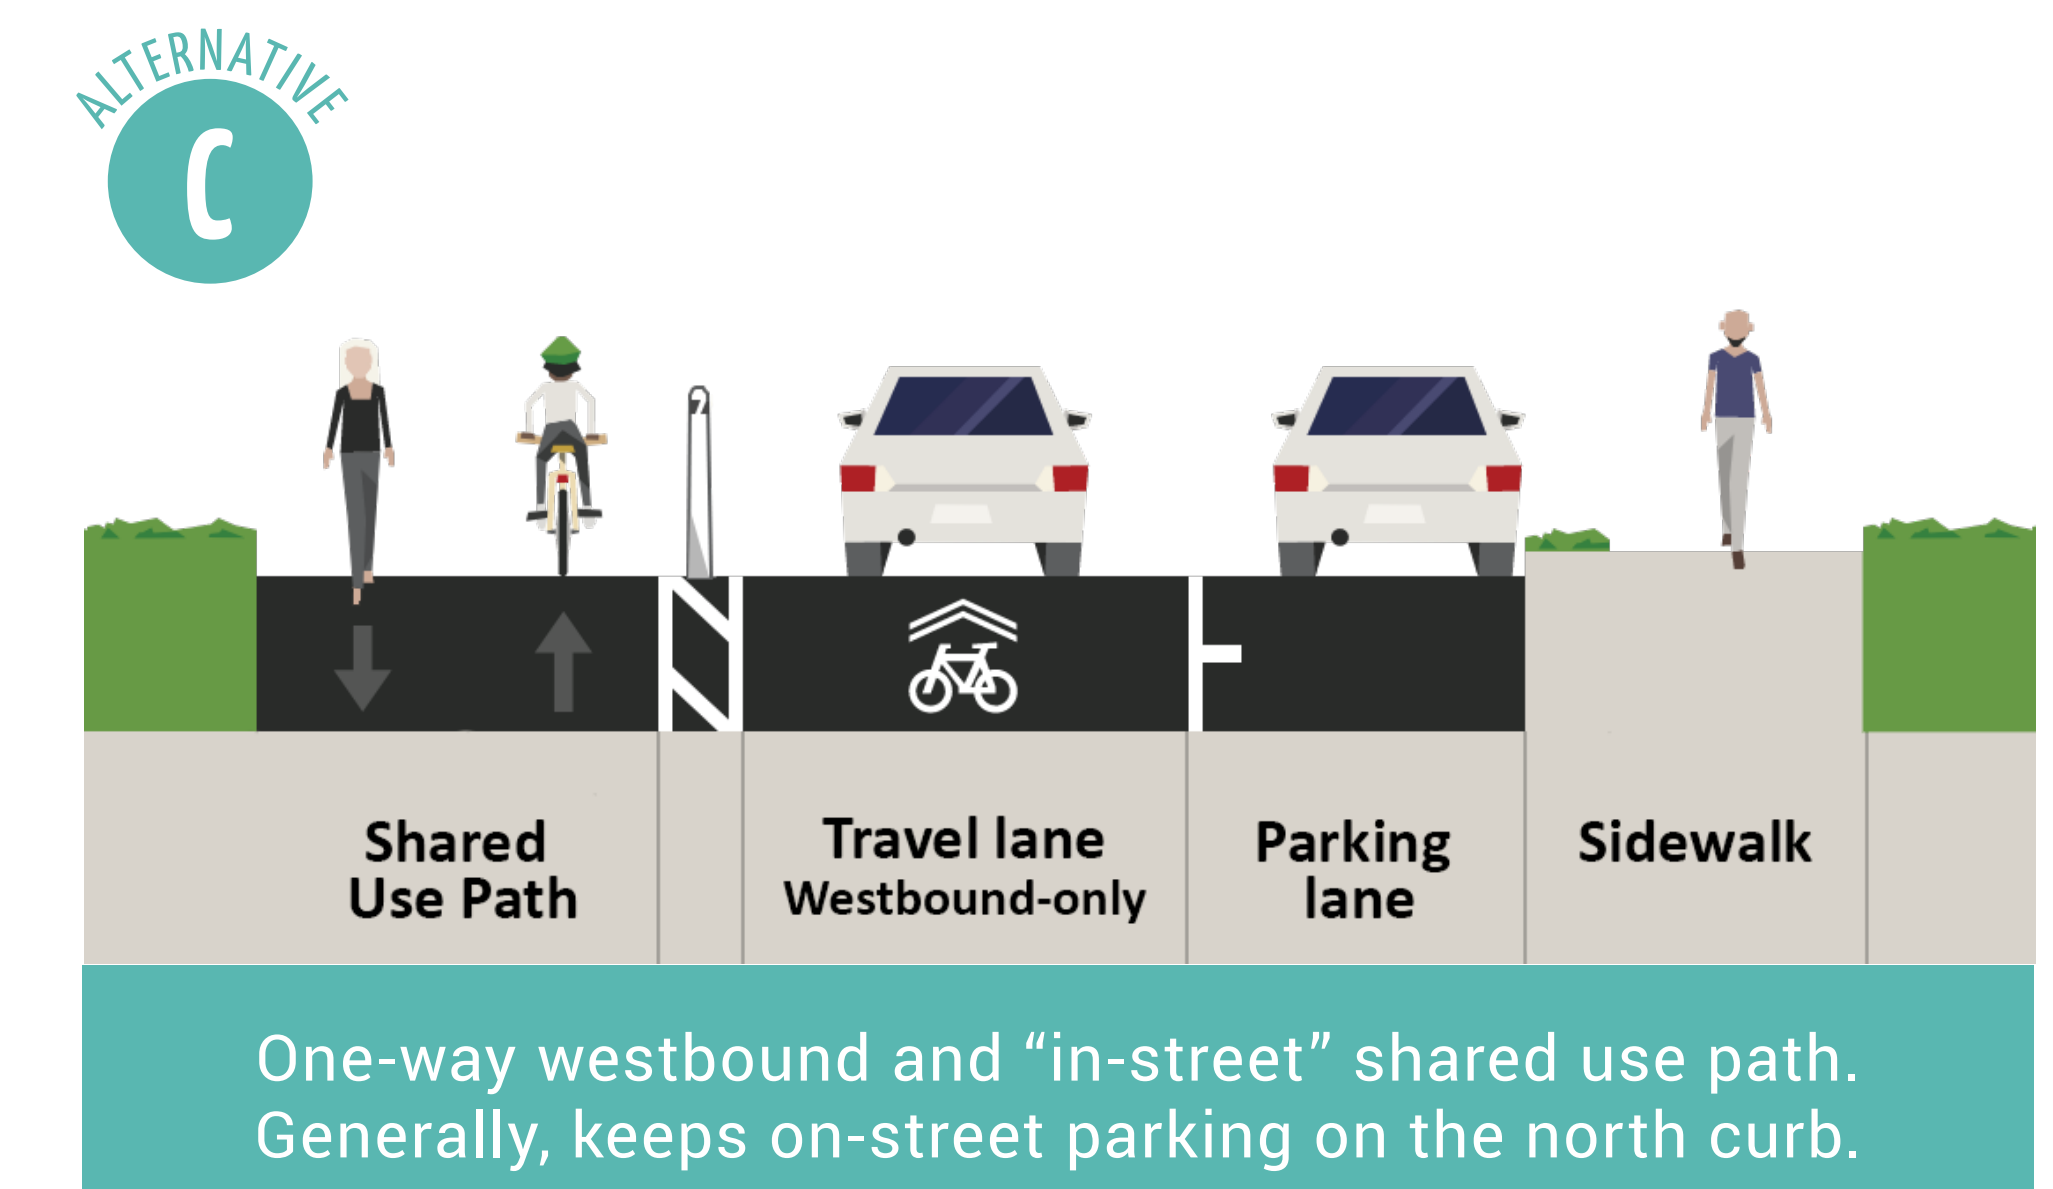 ALTERNATIVE
C
Shared
Use Path
Travel lane
Westbound-only
Parking
lane
Sidewalk
One-way westbound and “in-street” shared use path.
Generally, keeps on-street parking on the north curb.